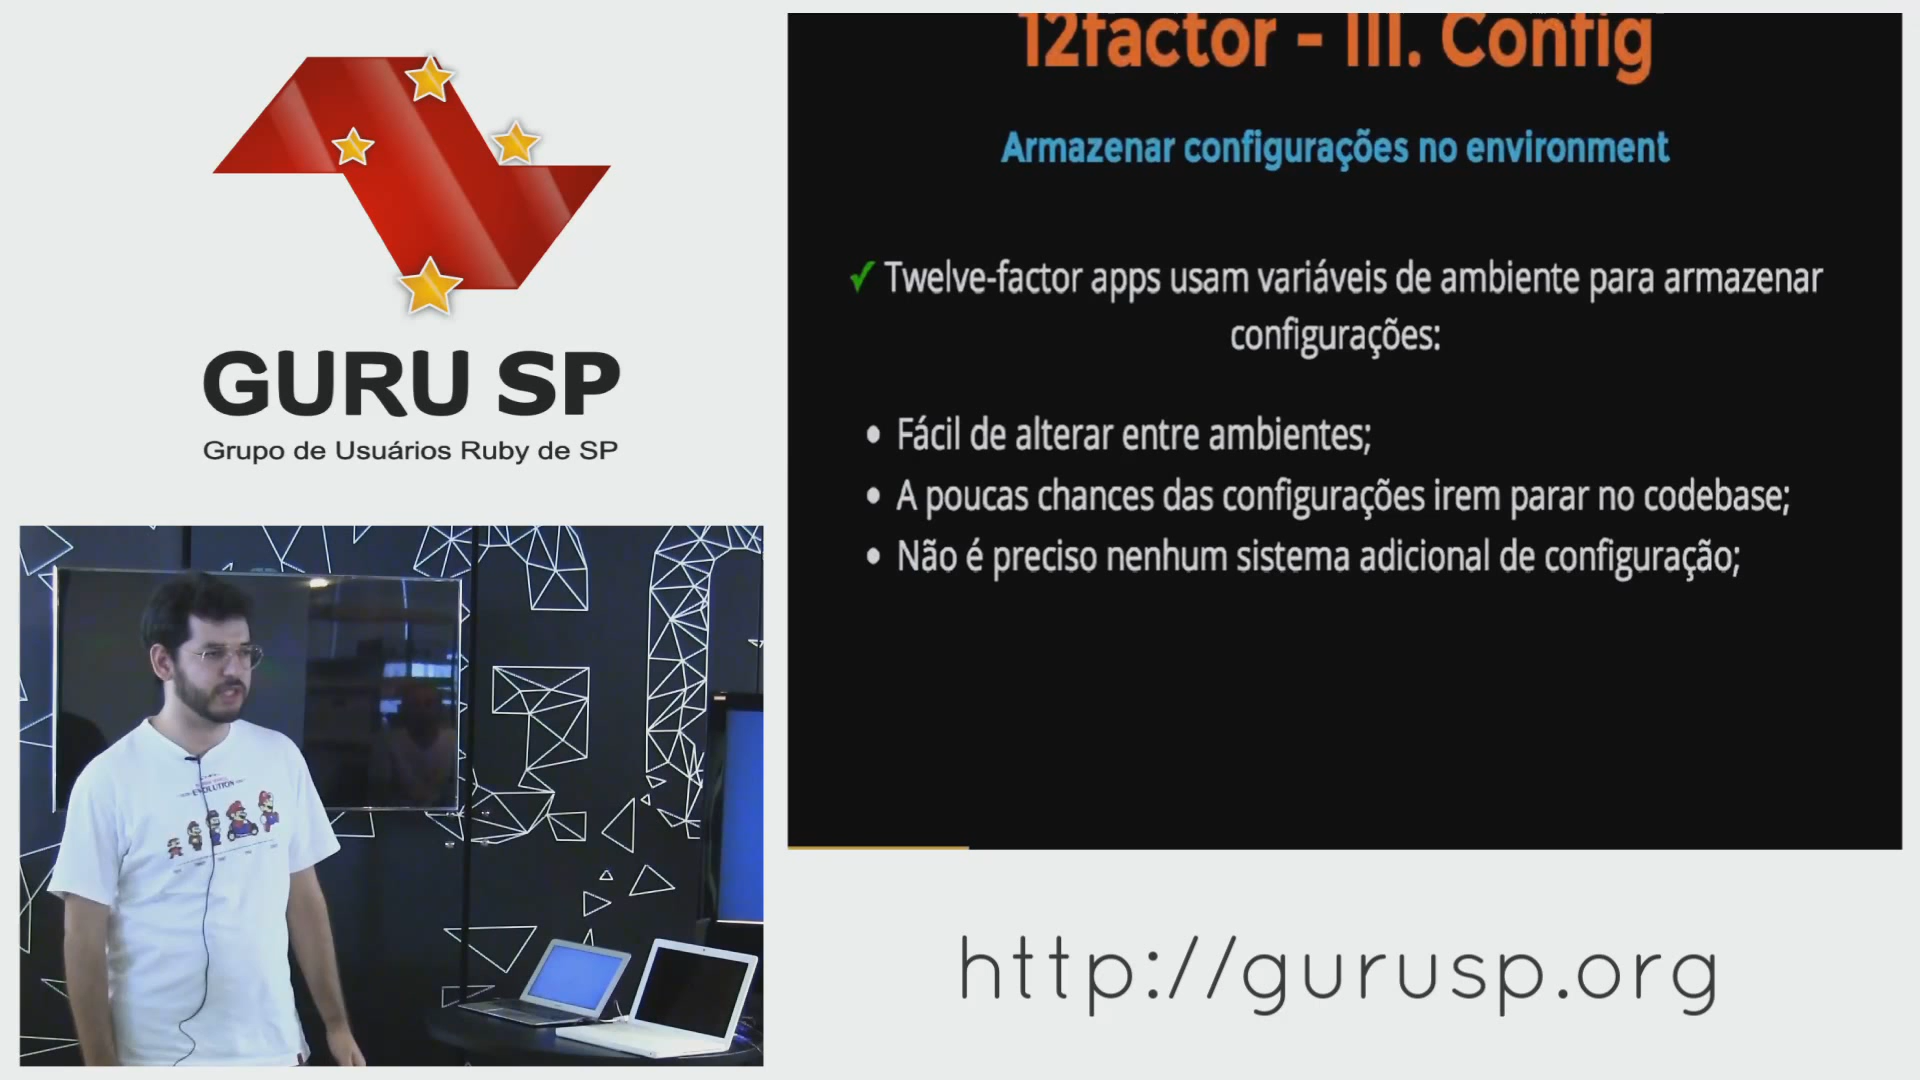 GURU SP
Grupo de Usuários Ruby de SP
12factor - III. Config
Armazenar configurações no environment
✓ Twelve-factor apps usam variáveis de ambiente para armazenar
configurações:
• Fácil de alterar entre ambientes;
• A poucas chances das configurações irem parar no codebase;
• Não é preciso nenhum sistema adicional de configuração;
EVOLUTION
http://gurusp.org